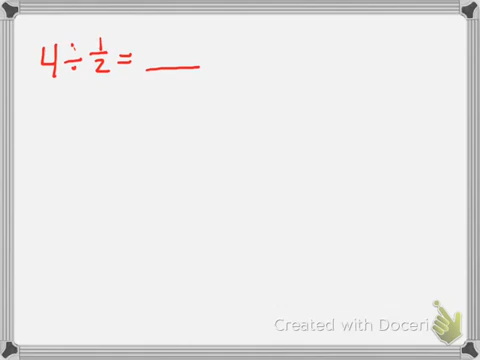 4 ÷ 1/2 = ___
Created with Doceri